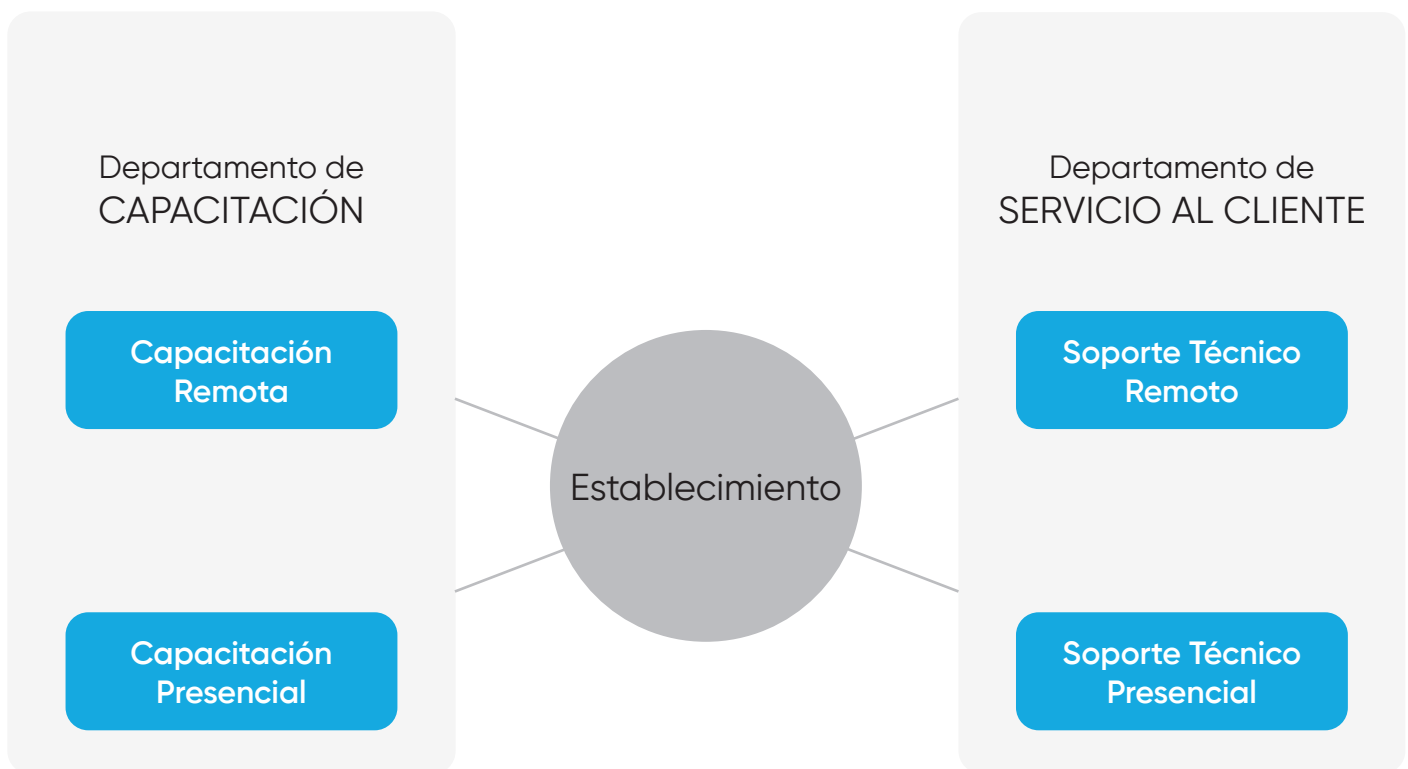 Departamento de
CAPACITACIÓN
Capacitación
Remota
Capacitación
Presencial
Establecimiento
Departamento de
SERVICIO AL CLIENTE
Soporte Técnico
Remoto
Soporte Técnico
Presencial